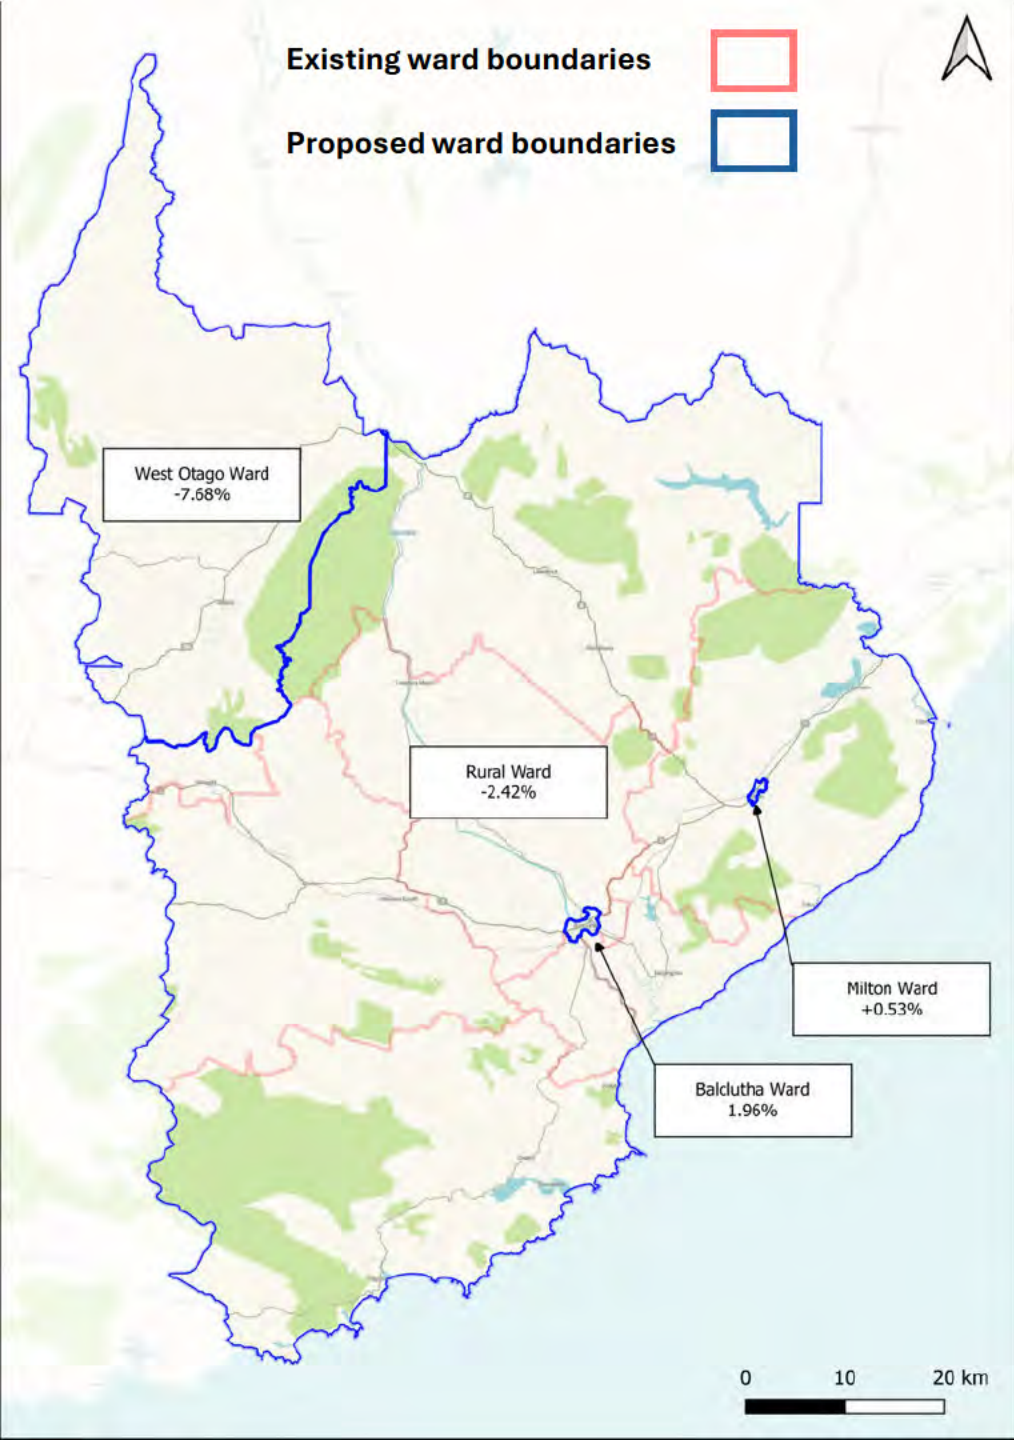 Existing ward boundaries
Proposed ward boundaries
West Otago Ward
-7.68%
Rural Ward
-2.42%
Milton Ward
+0.53%
Balclutha Ward
1.96%
0 10 20 km